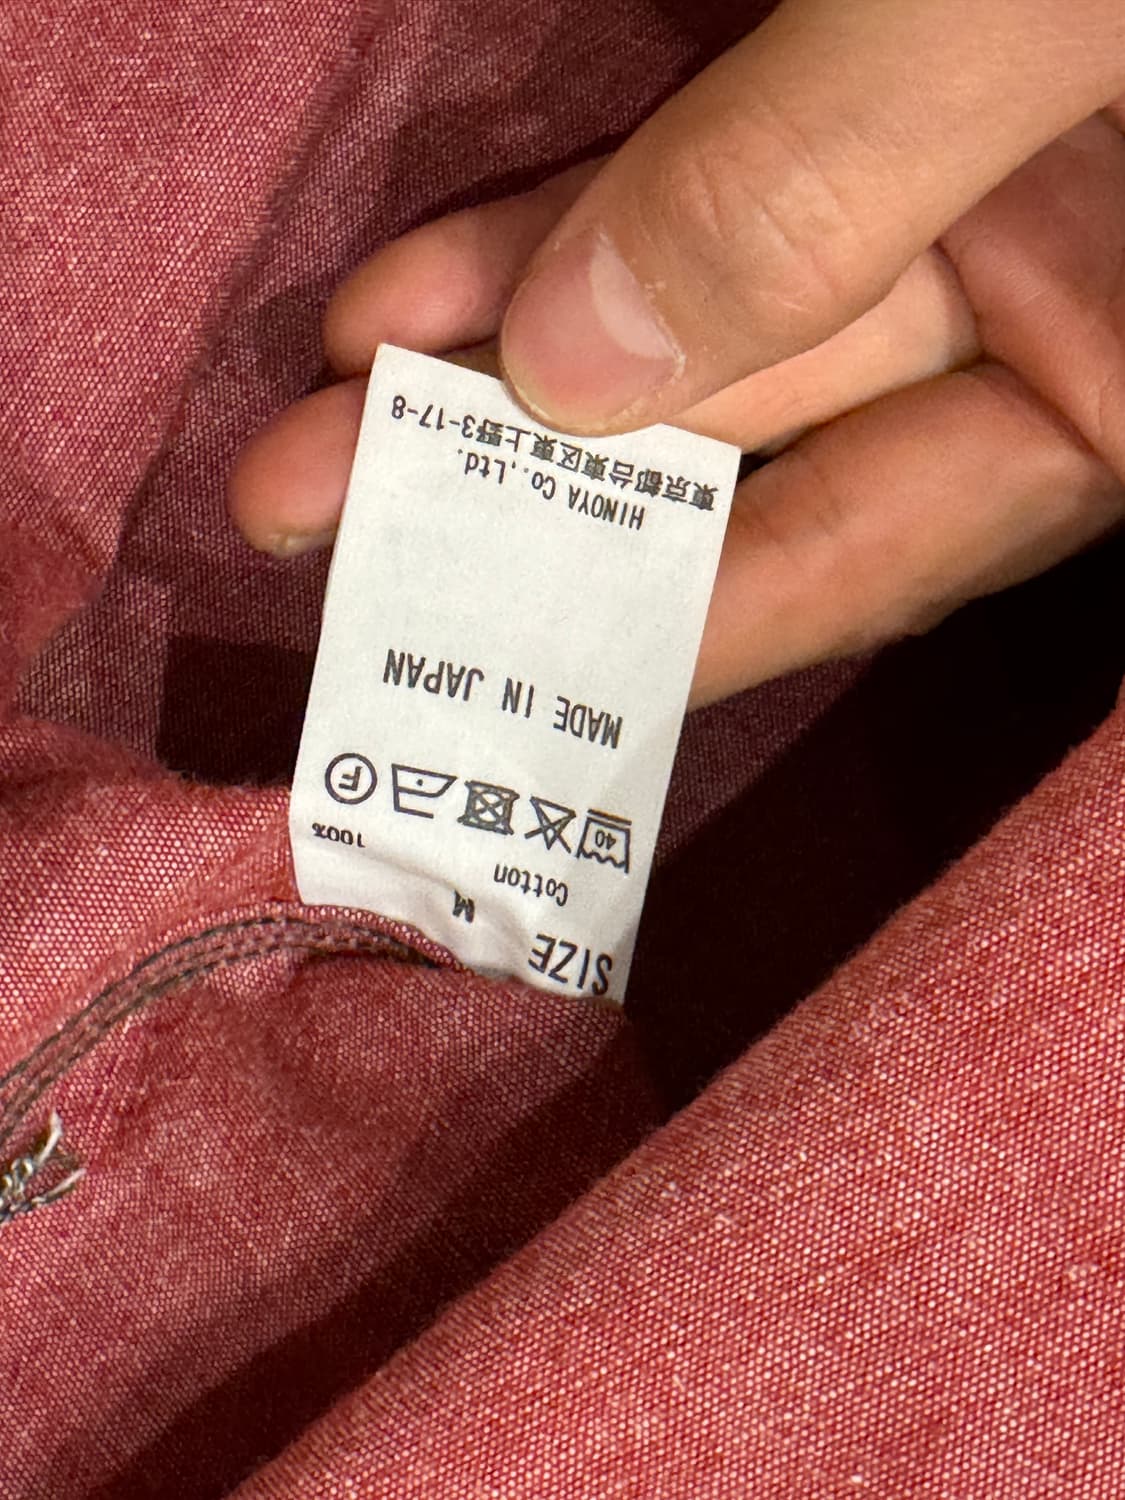 SIZE M
Cotton 100%
40 F
MADE IN JAPAN
HINOYA Co.,Ltd.
東京都台東区東上野3-17-8